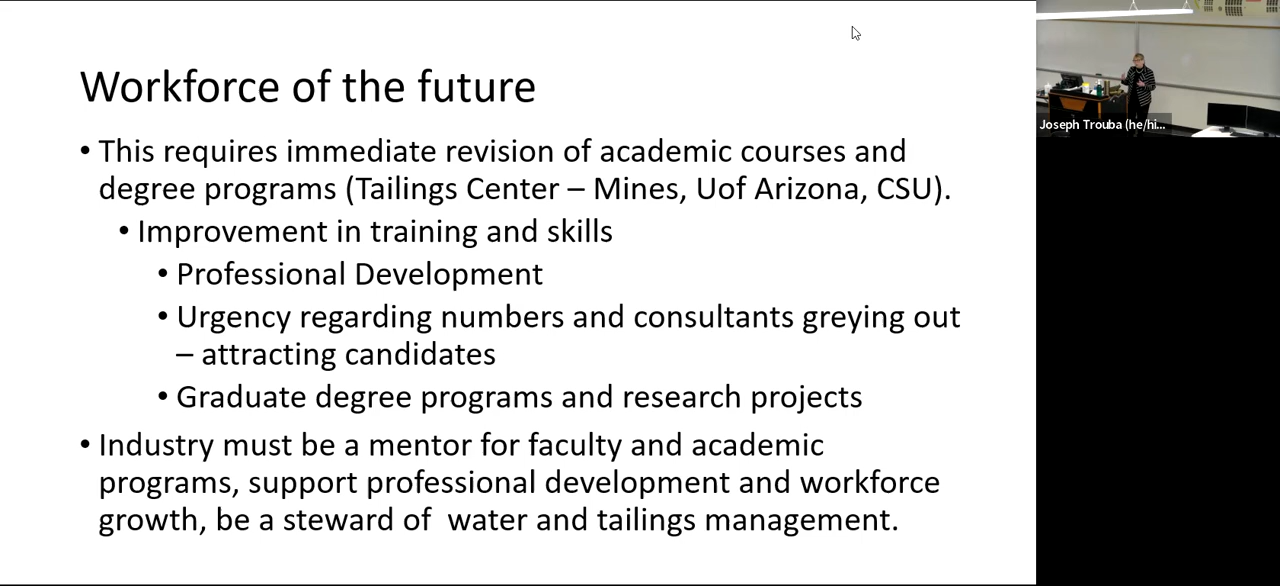 Workforce of the future
• This requires immediate revision of academic courses and
degree programs (Tailings Center – Mines, Uof Arizona, CSU).
• Improvement in training and skills
• Professional Development
• Urgency regarding numbers and consultants greying out
– attracting candidates
• Graduate degree programs and research projects
• Industry must be a mentor for faculty and academic
programs, support professional development and workforce
growth, be a steward of  water and tailings management.
Joseph Trouba (he/hi...